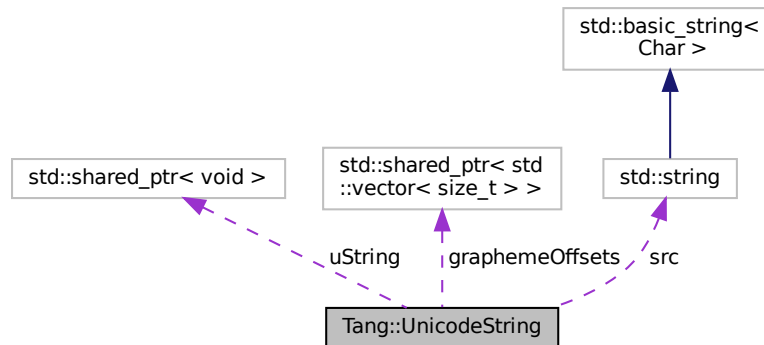 std::basic_string<
Char >
std::shared_ptr< void >
std::shared_ptr< std
::vector< size_t > >
std::string
uString
graphemeOffsets
src
Tang::UnicodeString